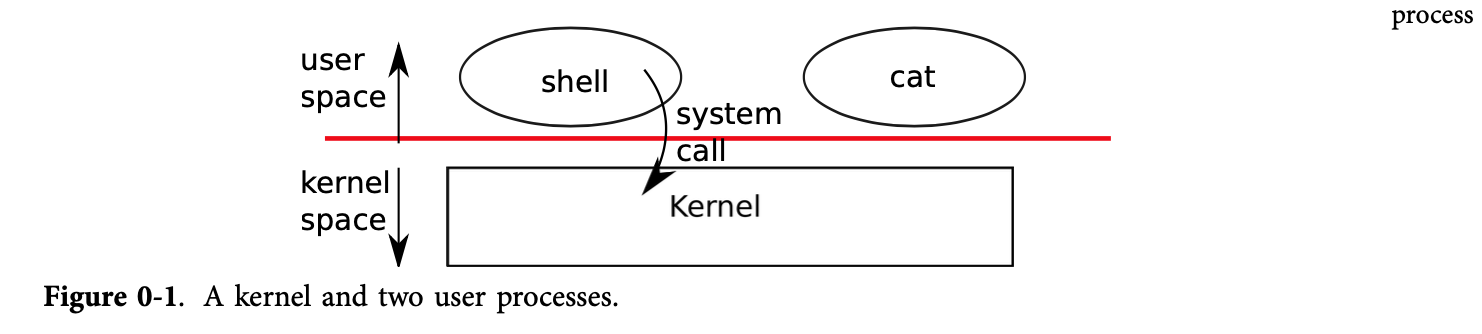 process
user
space
shell
cat
system
call
kernel
space
Kernel
Figure 0-1. A kernel and two user processes.